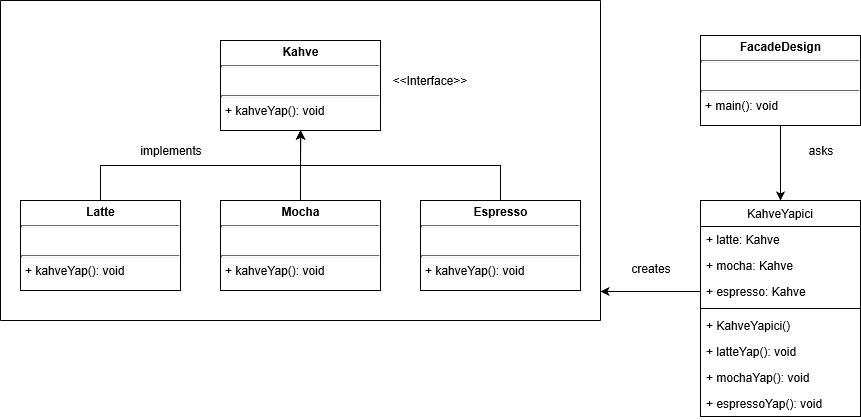 Kahve
<<Interface>>
+ kahveYap(): void
implements
Latte
+ kahveYap(): void
Mocha
+ kahveYap(): void
Espresso
+ kahveYap(): void
FacadeDesign
+ main(): void
asks
KahveYapici
+ latte: Kahve
+ mocha: Kahve
+ espresso: Kahve
+ KahveYapici()
+ latteYap(): void
+ mochaYap(): void
+ espressoYap(): void
creates